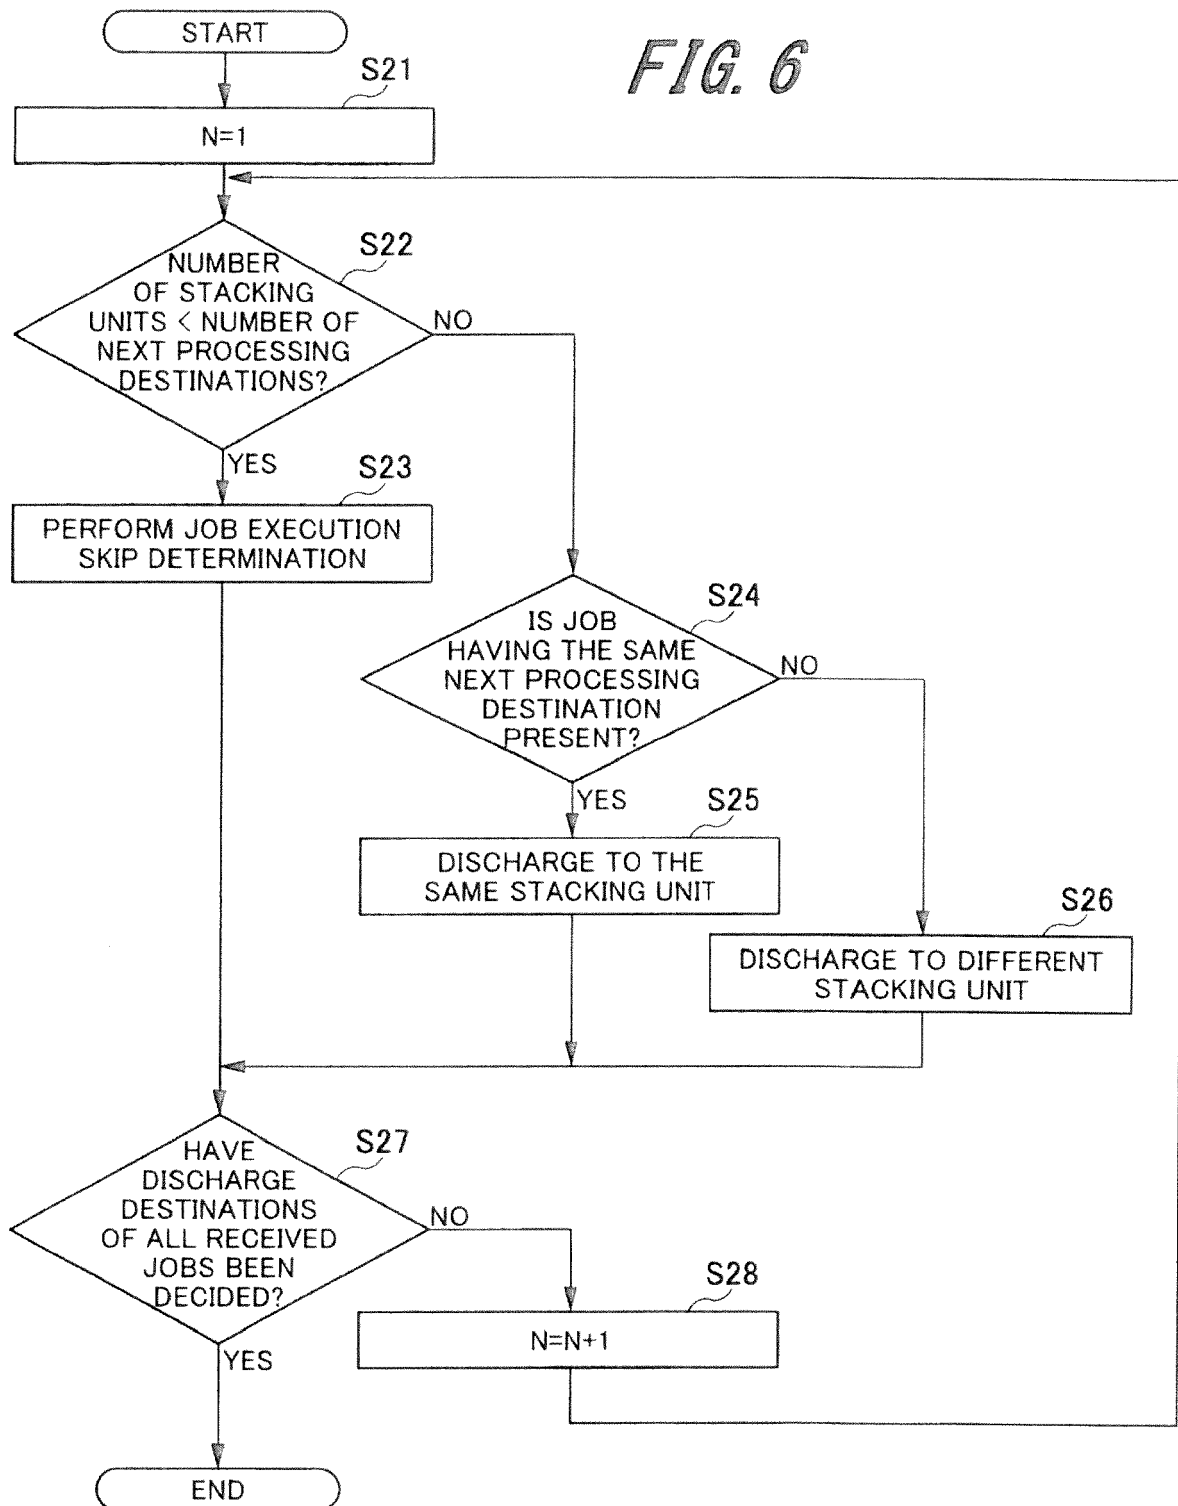 START
FIG. 6
S21
N=1
S22
NUMBER
OF STACKING
UNITS < NUMBER OF
NEXT PROCESSING
DESTINATIONS?
NO
YES
S23
PERFORM JOB EXECUTION
SKIP DETERMINATION
S24
IS JOB
HAVING THE SAME
NEXT PROCESSING
DESTINATION
PRESENT?
NO
YES
S25
DISCHARGE TO THE
SAME STACKING UNIT
S26
DISCHARGE TO DIFFERENT
STACKING UNIT
S27
HAVE
DISCHARGE
DESTINATIONS
OF ALL RECEIVED
JOBS BEEN
DECIDED?
NO
YES
S28
N=N+1
END